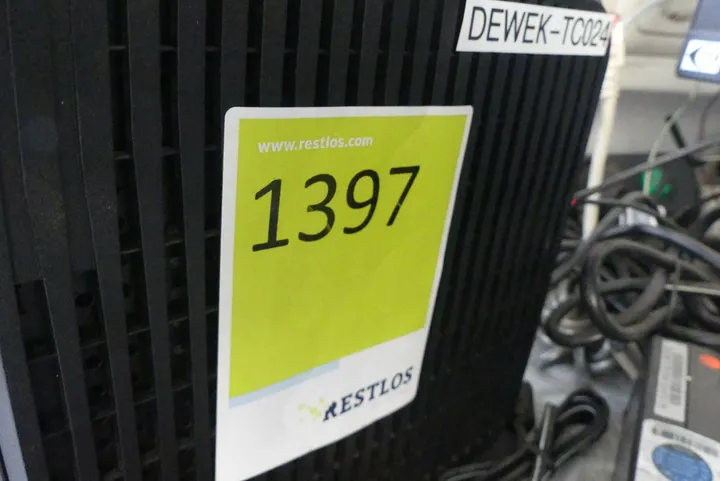 DEWEK-TC024
www.restlos.com
1397
RESTLOS